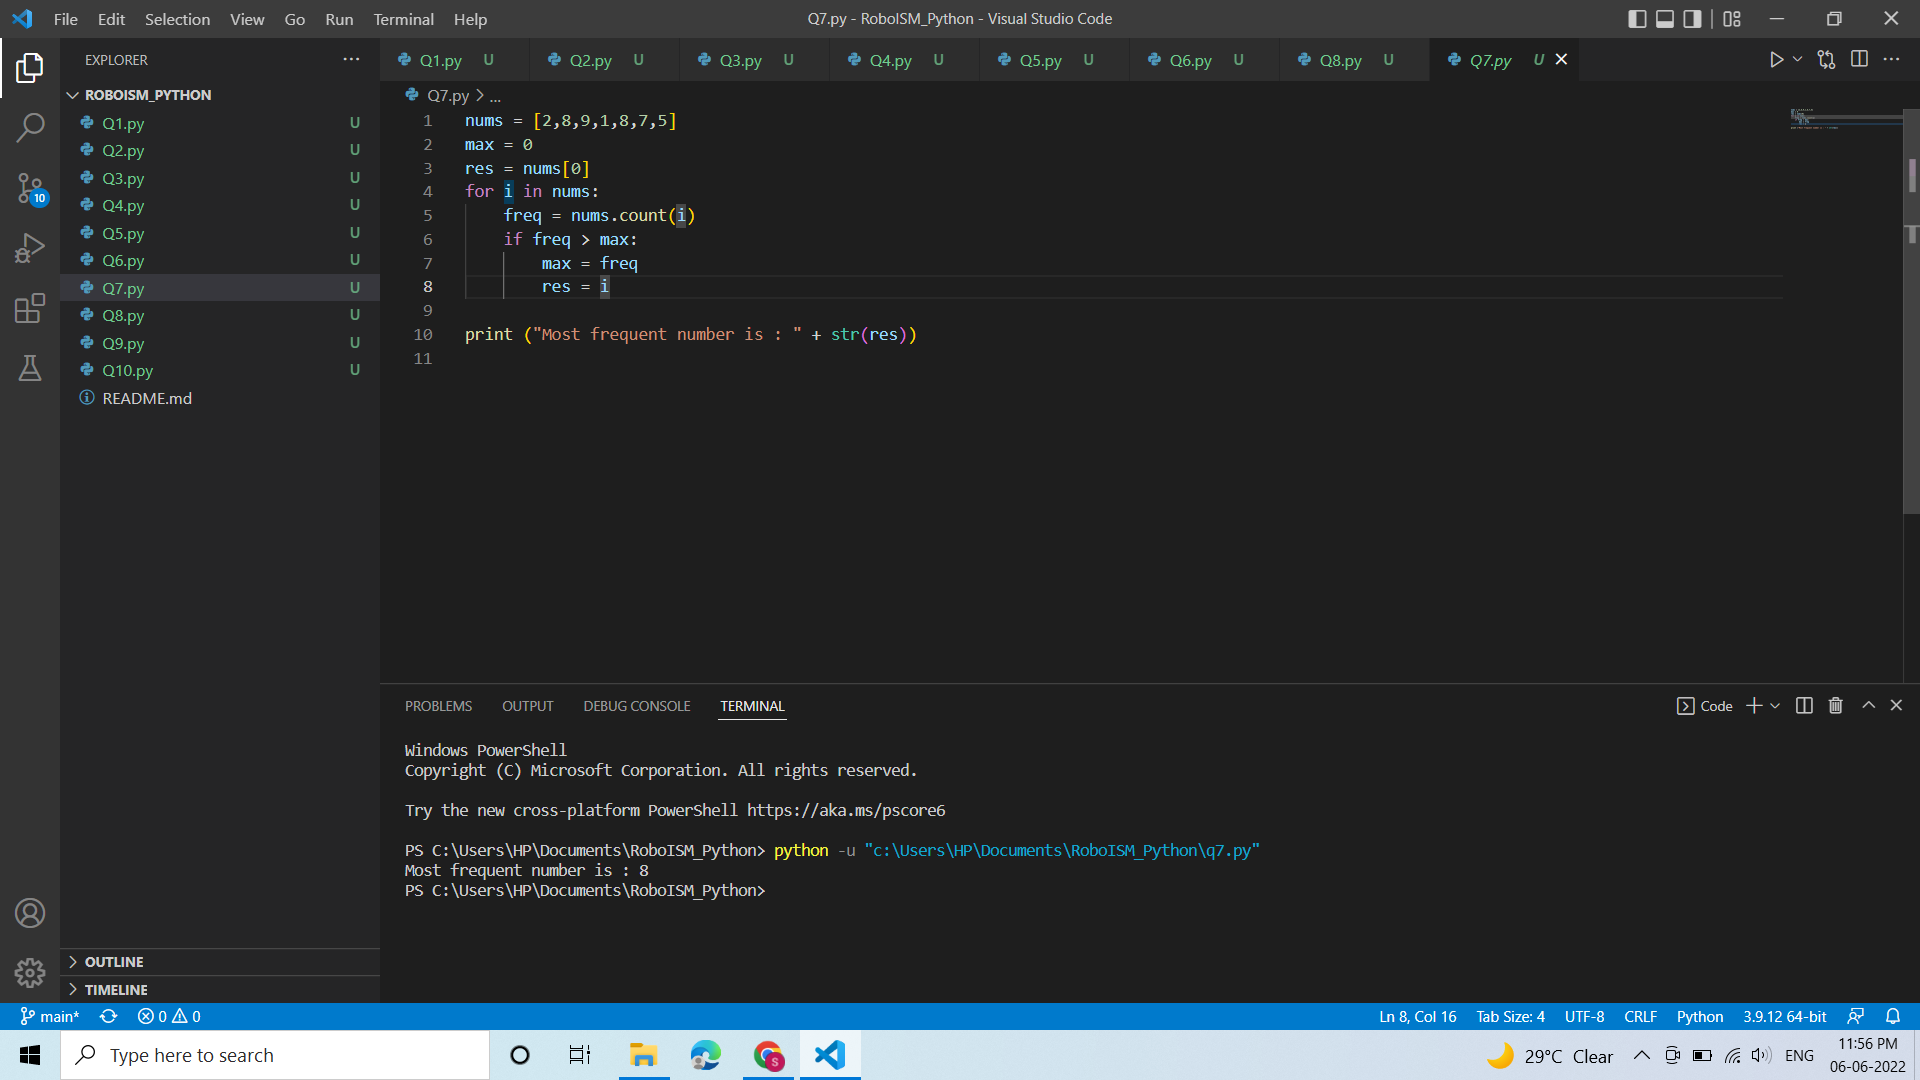 File Edit Selection View Go Run Terminal Help
Q7.py - RoboISM_Python - Visual Studio Code
EXPLORER
ROBOISM_PYTHON
Q1.py U
Q2.py U
Q3.py U
Q4.py U
Q5.py U
Q6.py U
Q7.py U
Q8.py U
Q9.py U
Q10.py U
README.md
10
OUTLINE
TIMELINE
Q1.py U Q2.py U Q3.py U Q4.py U Q5.py U Q6.py U Q8.py U Q7.py U
Q7.py > ...
1 nums = [2,8,9,1,8,7,5]
2 max = 0
3 res = nums[0]
4 for i in nums:
5 freq = nums.count(i)
6 if freq > max:
7 max = freq
8 res = i
9
10 print ("Most frequent number is : " + str(res))
11
PROBLEMS OUTPUT DEBUG CONSOLE TERMINAL
Code
Windows PowerShell
Copyright (C) Microsoft Corporation. All rights reserved.
Try the new cross-platform PowerShell https://aka.ms/pscore6
PS C:\Users\HP\Documents\RoboISM_Python> python -u "c:\Users\HP\Documents\RoboISM_Python\q7.py"
Most frequent number is : 8
PS C:\Users\HP\Documents\RoboISM_Python>
main* 0 0
Ln 8, Col 16 Tab Size: 4 UTF-8 CRLF Python 3.9.12 64-bit
Type here to search
S
29°C Clear
ENG
11:56 PM
06-06-2022